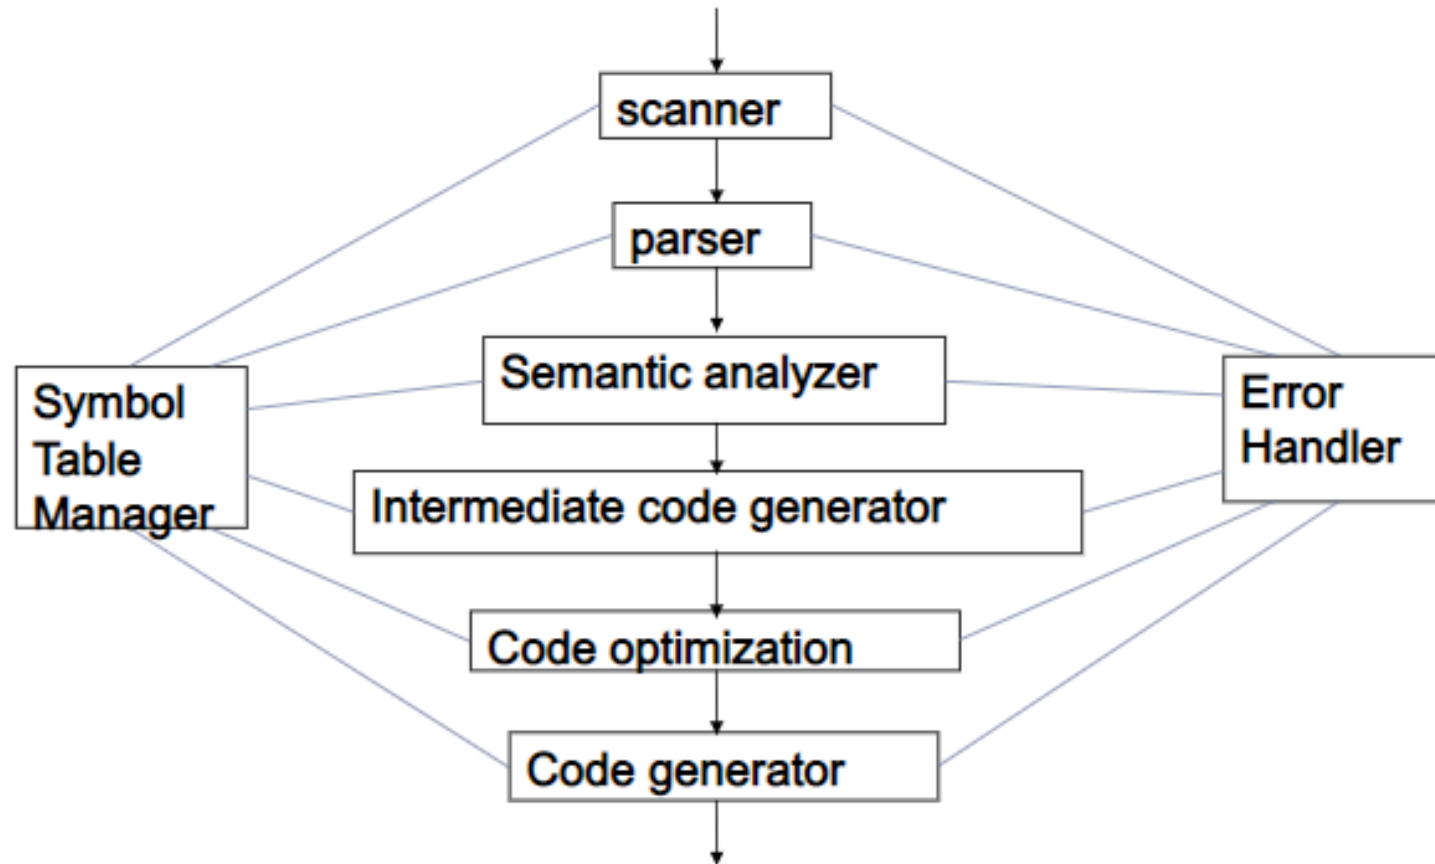 scanner
parser
Semantic analyzer
Symbol
Table
Manager
Error
Handler
Intermediate code generator
Code optimization
Code generator